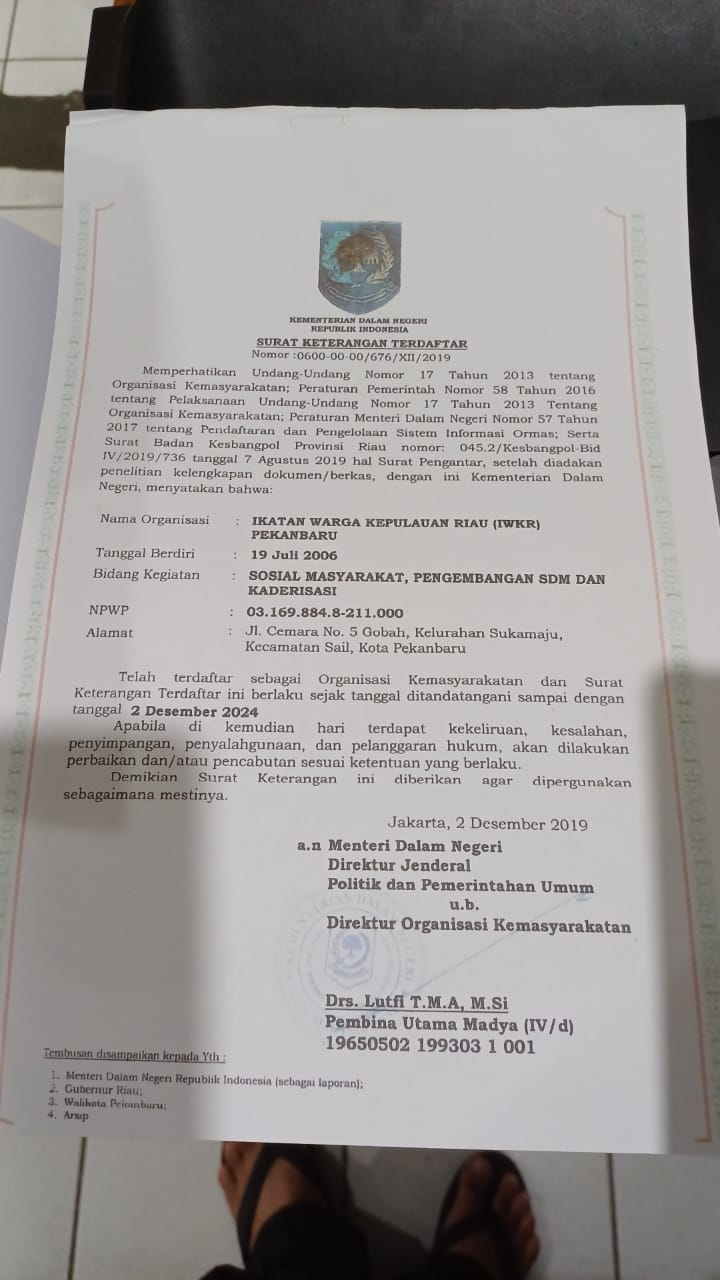 KEMENTERIAN DALAM NEGERI
REPUBLIK INDONESIA
SURAT KETERANGAN TERDAFTAR
Nomor :0600-00-00/676/XII/2019
Memperhatikan Undang-Undang Nomor 17 Tahun 2013 tentang
Organisasi Kemasyarakatan; Peraturan Pemerintah Nomor 58 Tahun 2016
tentang Pelaksanaan Undang-Undang Nomor 17 Tahun 2013 Tentang
Organisasi Kemasyarakatan; Peraturan Menteri Dalam Negeri Nomor 57 Tahun
2017 tentang Pendaftaran dan Pengelolaan Sistem Informasi Ormas; Serta
Surat Badan Kesbangpol Provinsi Riau nomor: 045.2/Kesbangpol-Bid
IV/2019/736 tanggal 7 Agustus 2019 hal Surat Pengantar, setelah diadakan
penelitian kelengkapan dokumen/berkas, dengan ini Kementerian Dalam
Negeri, menyatakan bahwa:
Nama Organisasi : IKATAN WARGA KEPULAUAN RIAU (IWKR)
PEKANBARU
Tanggal Berdiri : 19 Juli 2006
Bidang Kegiatan : SOSIAL MASYARAKAT, PENGEMBANGAN SDM DAN
KADERISASI
NPWP : 03.169.884.8-211.000
Alamat : Jl. Cemara No. 5 Gobah, Kelurahan Sukamaju,
Kecamatan Sail, Kota Pekanbaru
Telah terdaftar sebagai Organisasi Kemasyarakatan dan Surat
Keterangan Terdaftar ini berlaku sejak tanggal ditandatangani sampai dengan
tanggal 2 Desember 2024
Apabila di kemudian hari terdapat kekeliruan, kesalahan,
penyimpangan, penyalahgunaan, dan pelanggaran hukum, akan dilakukan
perbaikan dan/atau pencabutan sesuai ketentuan yang berlaku.
Demikian Surat Keterangan ini diberikan agar dipergunakan
sebagaimana mestinya.
Jakarta, 2 Desember 2019
a.n Menteri Dalam Negeri
Direktur Jenderal
Politik dan Pemerintahan Umum
u.b.
Direktur Organisasi Kemasyarakatan
Drs. Lutfi T.M.A, M.Si
Pembina Utama Madya (IV/d)
19650502 199303 1 001
Tembusan disampaikan kepada Yth :
1. Menteri Dalam Negeri Republik Indonesia (sebagai laporan);
2. Gubernur Riau;
3. Walikota Pekanbaru;
4. Arsip